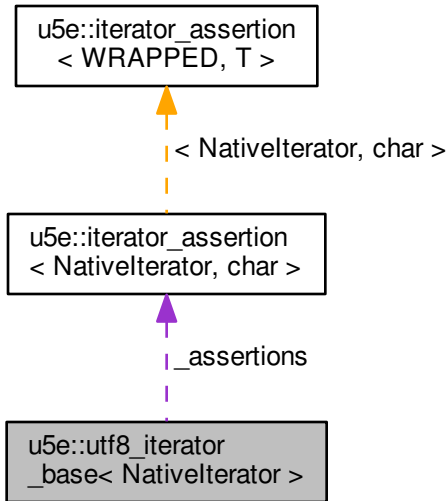 u5e::iterator_assertion
< WRAPPED, T >
< NativeIterator, char >
u5e::iterator_assertion
< NativeIterator, char >
_assertions
u5e::utf8_iterator
_base< NativeIterator >